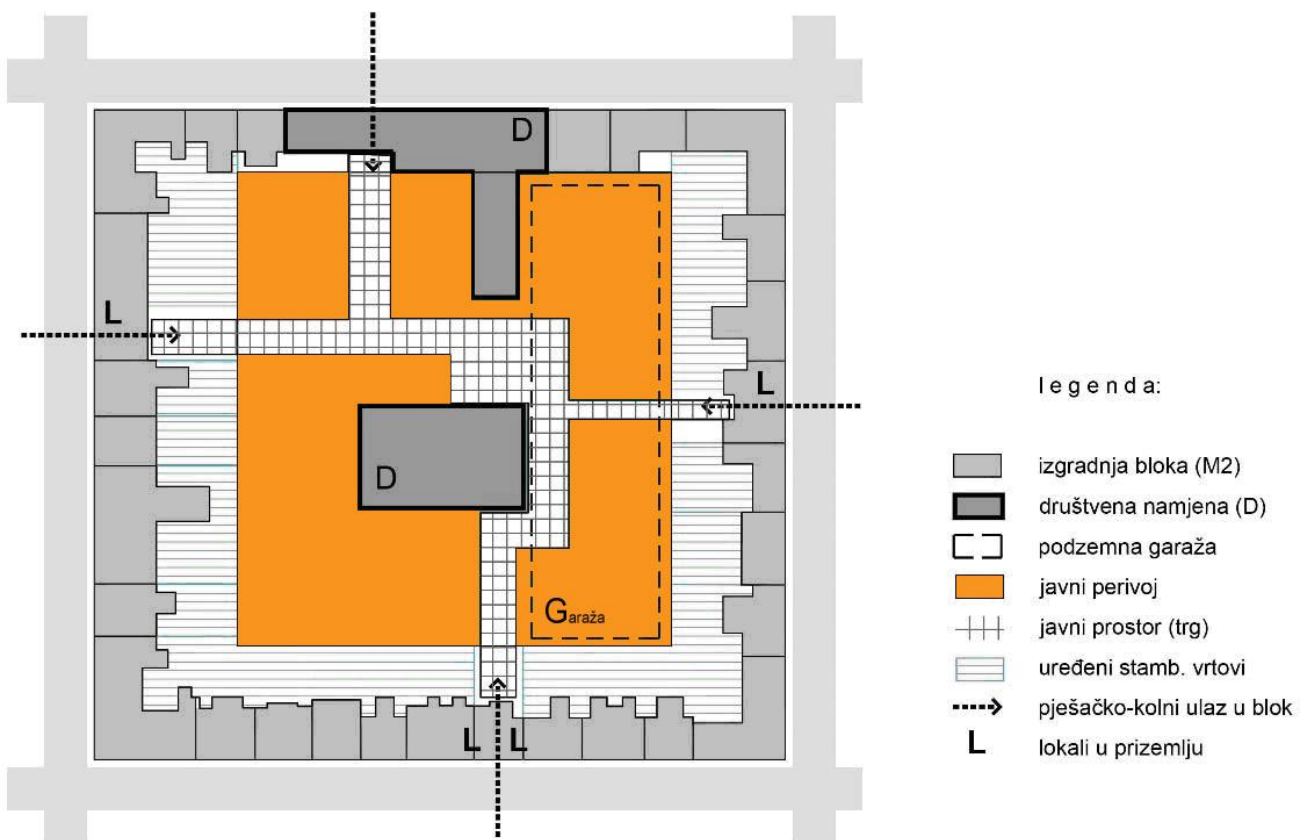 D
L
L
D
Garaža
L L
legenda:
izgradnja bloka (M2)
društvena namjena (D)
podzemna garaža
javni perivoj
javni prostor (trg)
uređeni stamb. vrtovi
pješačko-kolni ulaz u blok
L lokali u prizemlju